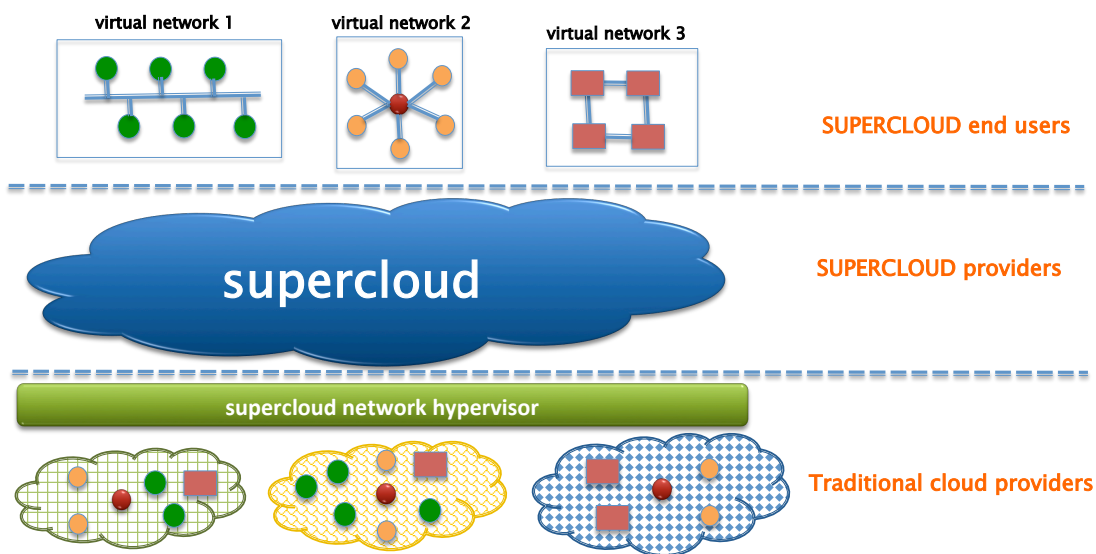 virtual network 1
virtual network 2
virtual network 3
SUPERCLOUD end users
supercloud
SUPERCLOUD providers
supercloud network hypervisor
Traditional cloud providers